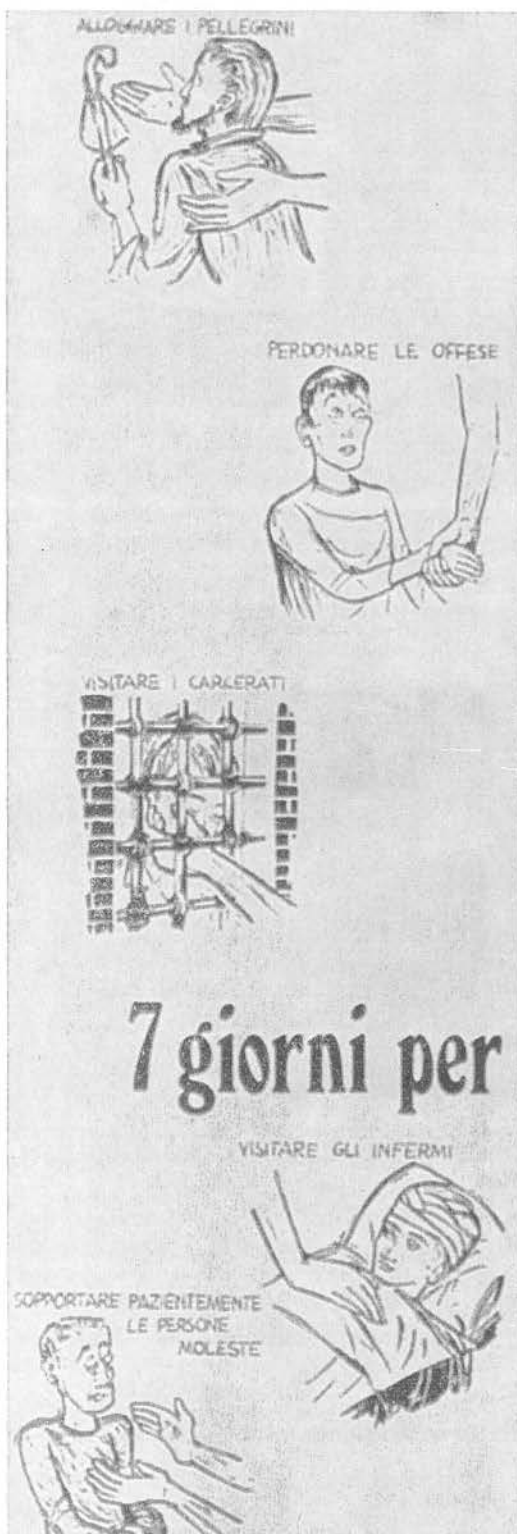 ALLOGGIARE I PELLEGRINI
PERDONARE LE OFFESE
VISITARE I CARCERATI
7 giorni per
VISITARE GLI INFERMI
SOPPORTARE PAZIENTEMENTE
LE PERSONE
MOLESTE